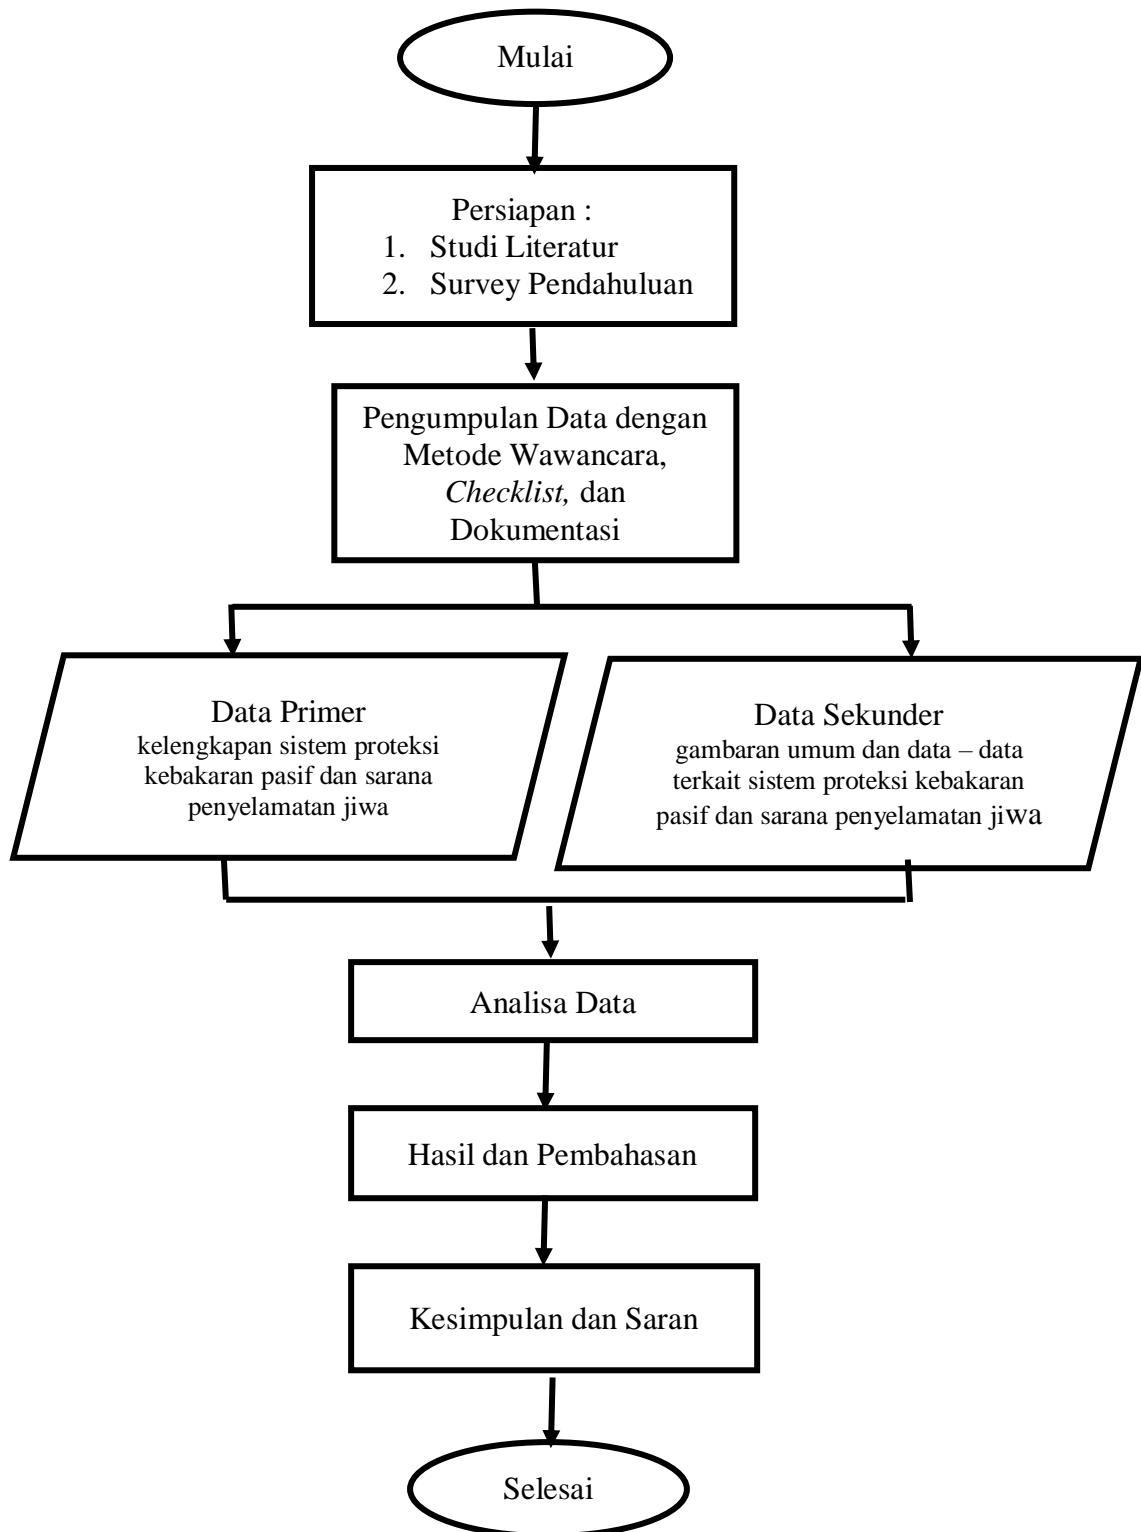 Mulai
Persiapan :
1. Studi Literatur
2. Survey Pendahuluan
Pengumpulan Data dengan
Metode Wawancara,
Checklist, dan
Dokumentasi
Data Primer
kelengkapan sistem proteksi
kebakaran pasif dan sarana
penyelamatan jiwa
Data Sekunder
gambaran umum dan data – data
terkait sistem proteksi kebakaran
pasif dan sarana penyelamatan jiwa
Analisa Data
Hasil dan Pembahasan
Kesimpulan dan Saran
Selesai